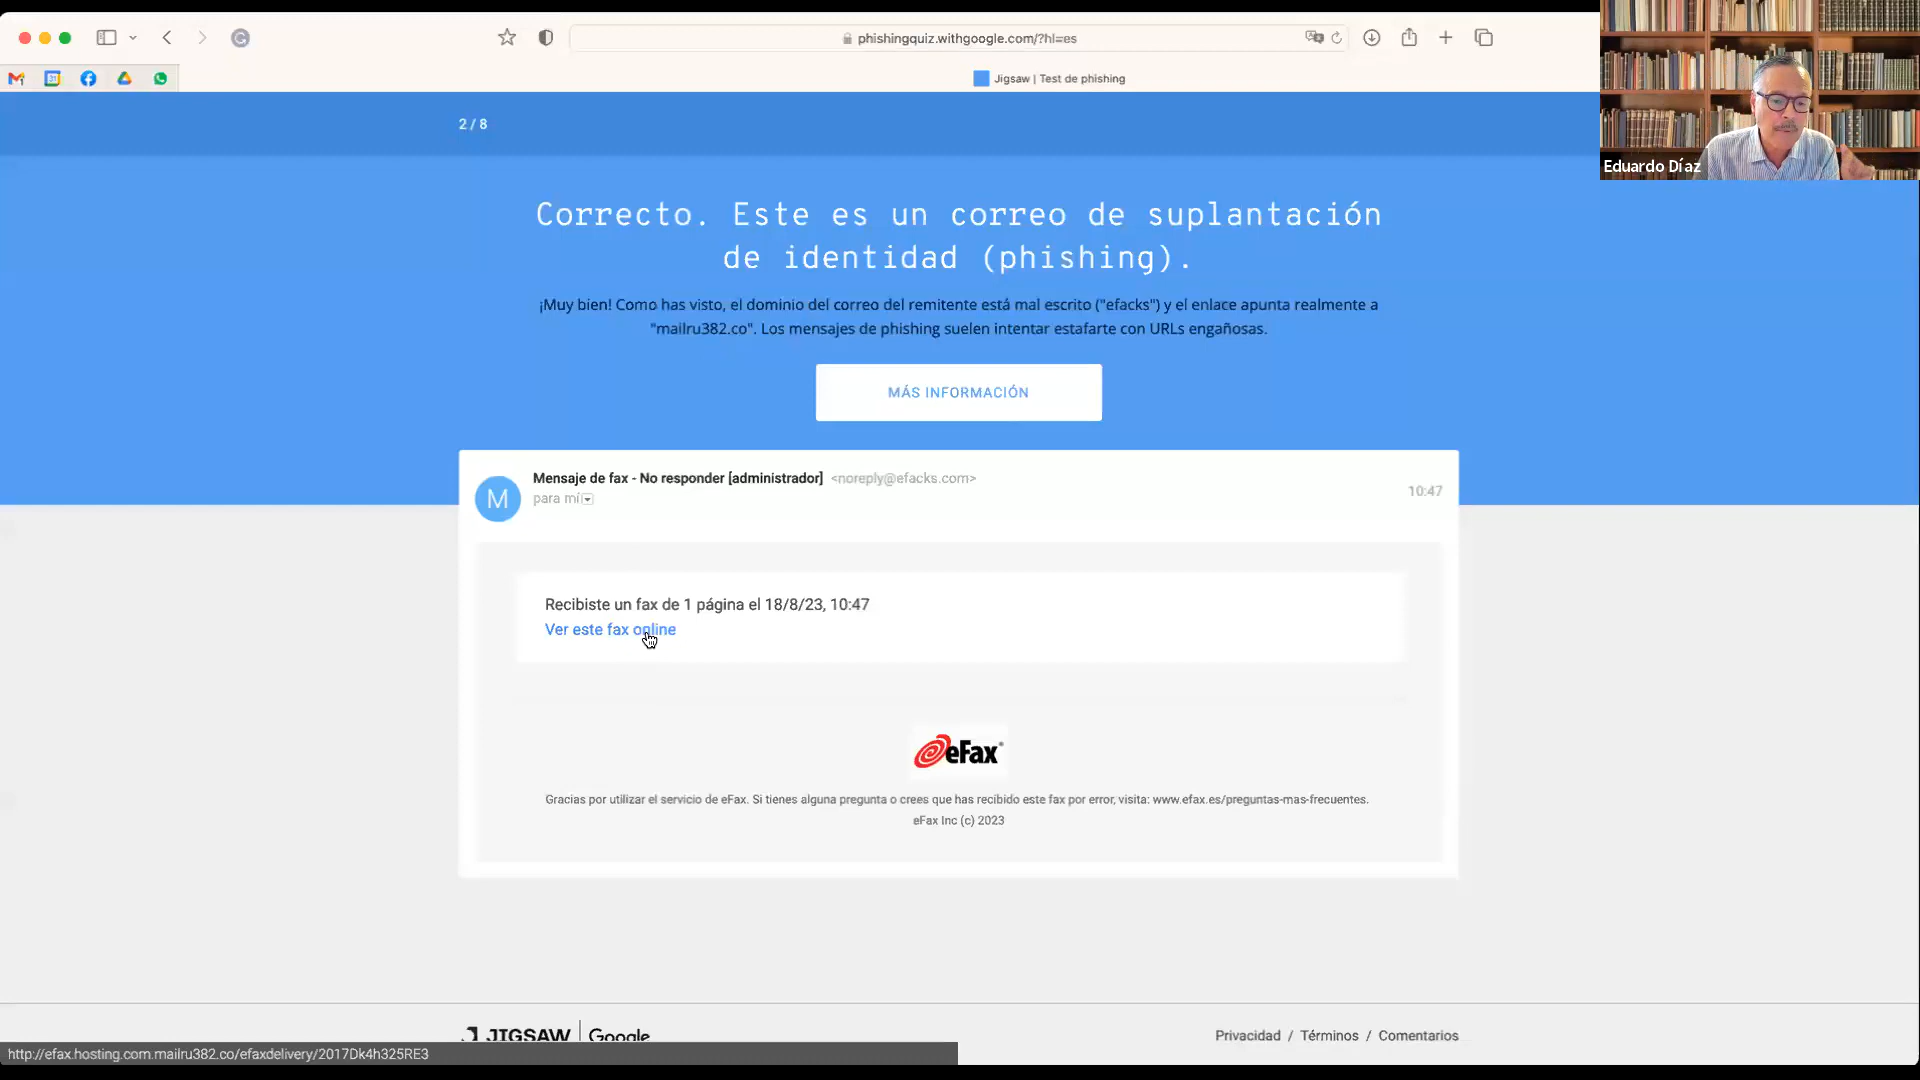 phishingquiz.withgoogle.com/?hl=es
Jigsaw | Test de phishing
Eduardo Díaz
2 / 8
Correcto. Este es un correo de suplantación
de identidad (phishing).
¡Muy bien! Como has visto, el dominio del correo del remitente está mal escrito ("efacks") y el enlace apunta realmente a
"mailru382.co". Los mensajes de phishing suelen intentar estafarte con URLs engañosas.
MÁS INFORMACIÓN
M
Mensaje de fax - No responder [administrador] <noreply@efacks.com>
para mí
10:47
Recibiste un fax de 1 página el 18/8/23, 10:47
Ver este fax online
eFax
Gracias por utilizar el servicio de eFax. Si tienes alguna pregunta o crees que has recibido este fax por error, visita: www.efax.es/preguntas-mas-frecuentes.
eFax Inc (c) 2023
JIGSAW | Google
Privacidad / Términos / Comentarios
http://efax.hosting.com.mailru382.co/efaxdelivery/2017Dk4h325RE3